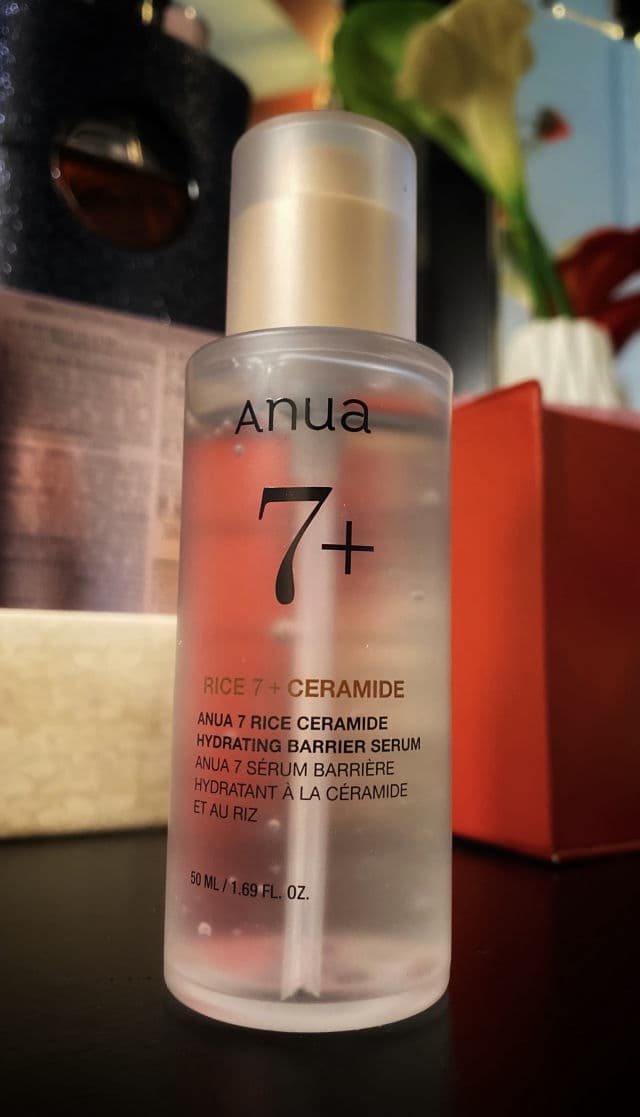 Anua
7+
RICE 7+ CERAMIDE
ANUA 7 RICE CERAMIDE
HYDRATING BARRIER SERUM
ANUA 7 SÉRUM BARRIÈRE
HYDRATANT À LA CÉRAMIDE
ET AU RIZ
50 ML / 1.69 FL. OZ.